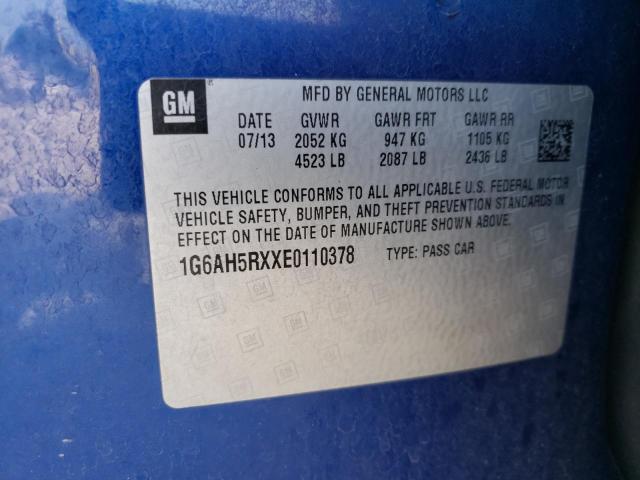 GM
MFD BY GENERAL MOTORS LLC
DATE GVWR GAWR FRT GAWR RR
07/13 2052 KG 947 KG 1105 KG
4523 LB 2087 LB 2436 LB
THIS VEHICLE CONFORMS TO ALL APPLICABLE U.S. FEDERAL MOTOR
VEHICLE SAFETY, BUMPER, AND THEFT PREVENTION STANDARDS IN
EFFECT ON THE DATE OF MANUFACTURE SHOWN ABOVE.
1G6AH5RXXE0110378 TYPE: PASS CAR